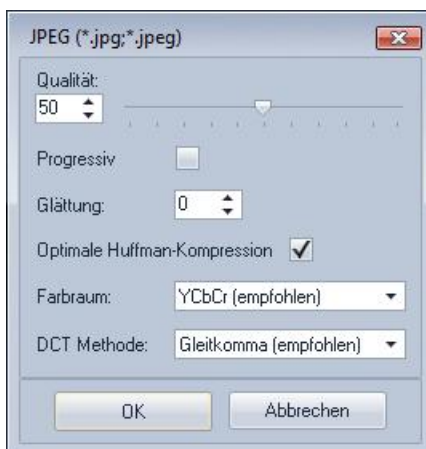 JPEG (*.jpg;*.jpeg)
Qualität:
50
Progressiv
Glättung: 0
Optimale Huffman-Kompression
Farbraum: YCbCr (empfohlen)
DCT Methode: Gleitkomma (empfohlen)
OK Abbrechen